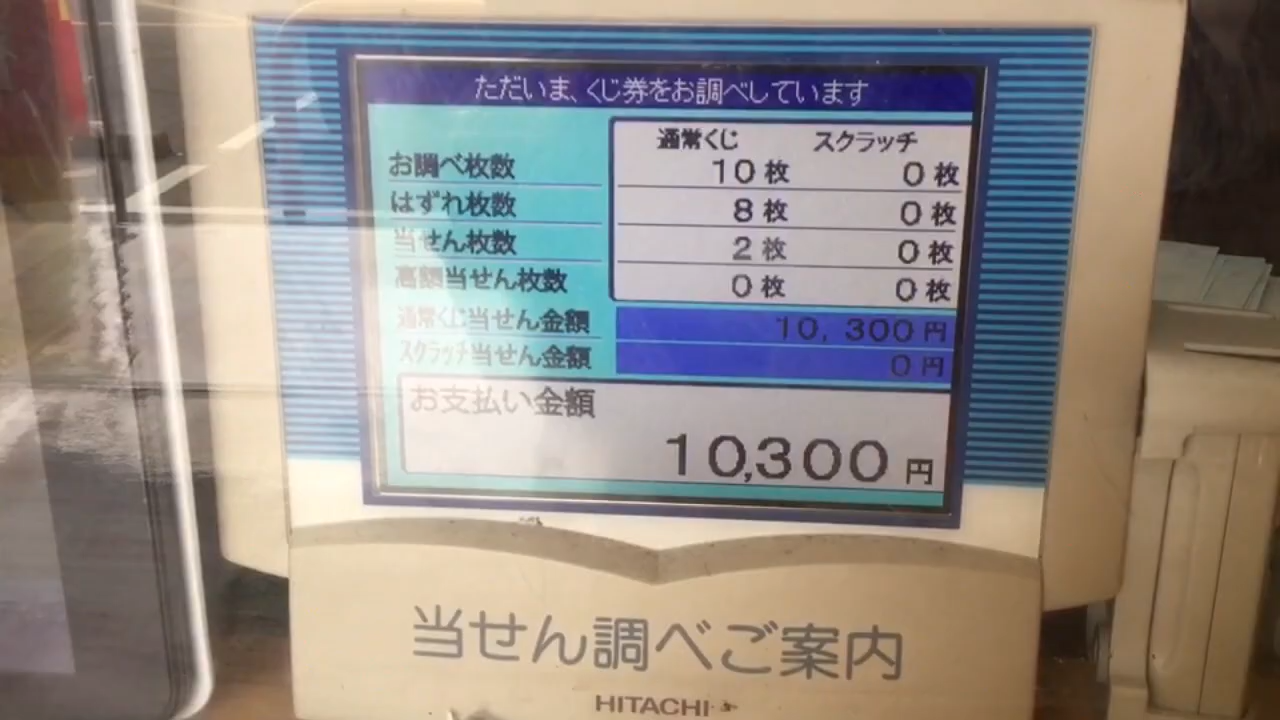 ただいま、くじ券をお調べしています
通常くじ スクラッチ
お調べ枚数 10枚 0枚
はずれ枚数 8枚 0枚
当せん枚数 2枚 0枚
高額当せん枚数 0枚 0枚
通常くじ当せん金額 10,300円
スクラッチ当せん金額 0円
お支払い金額
10,300円
当せん調べご案内
HITACHI